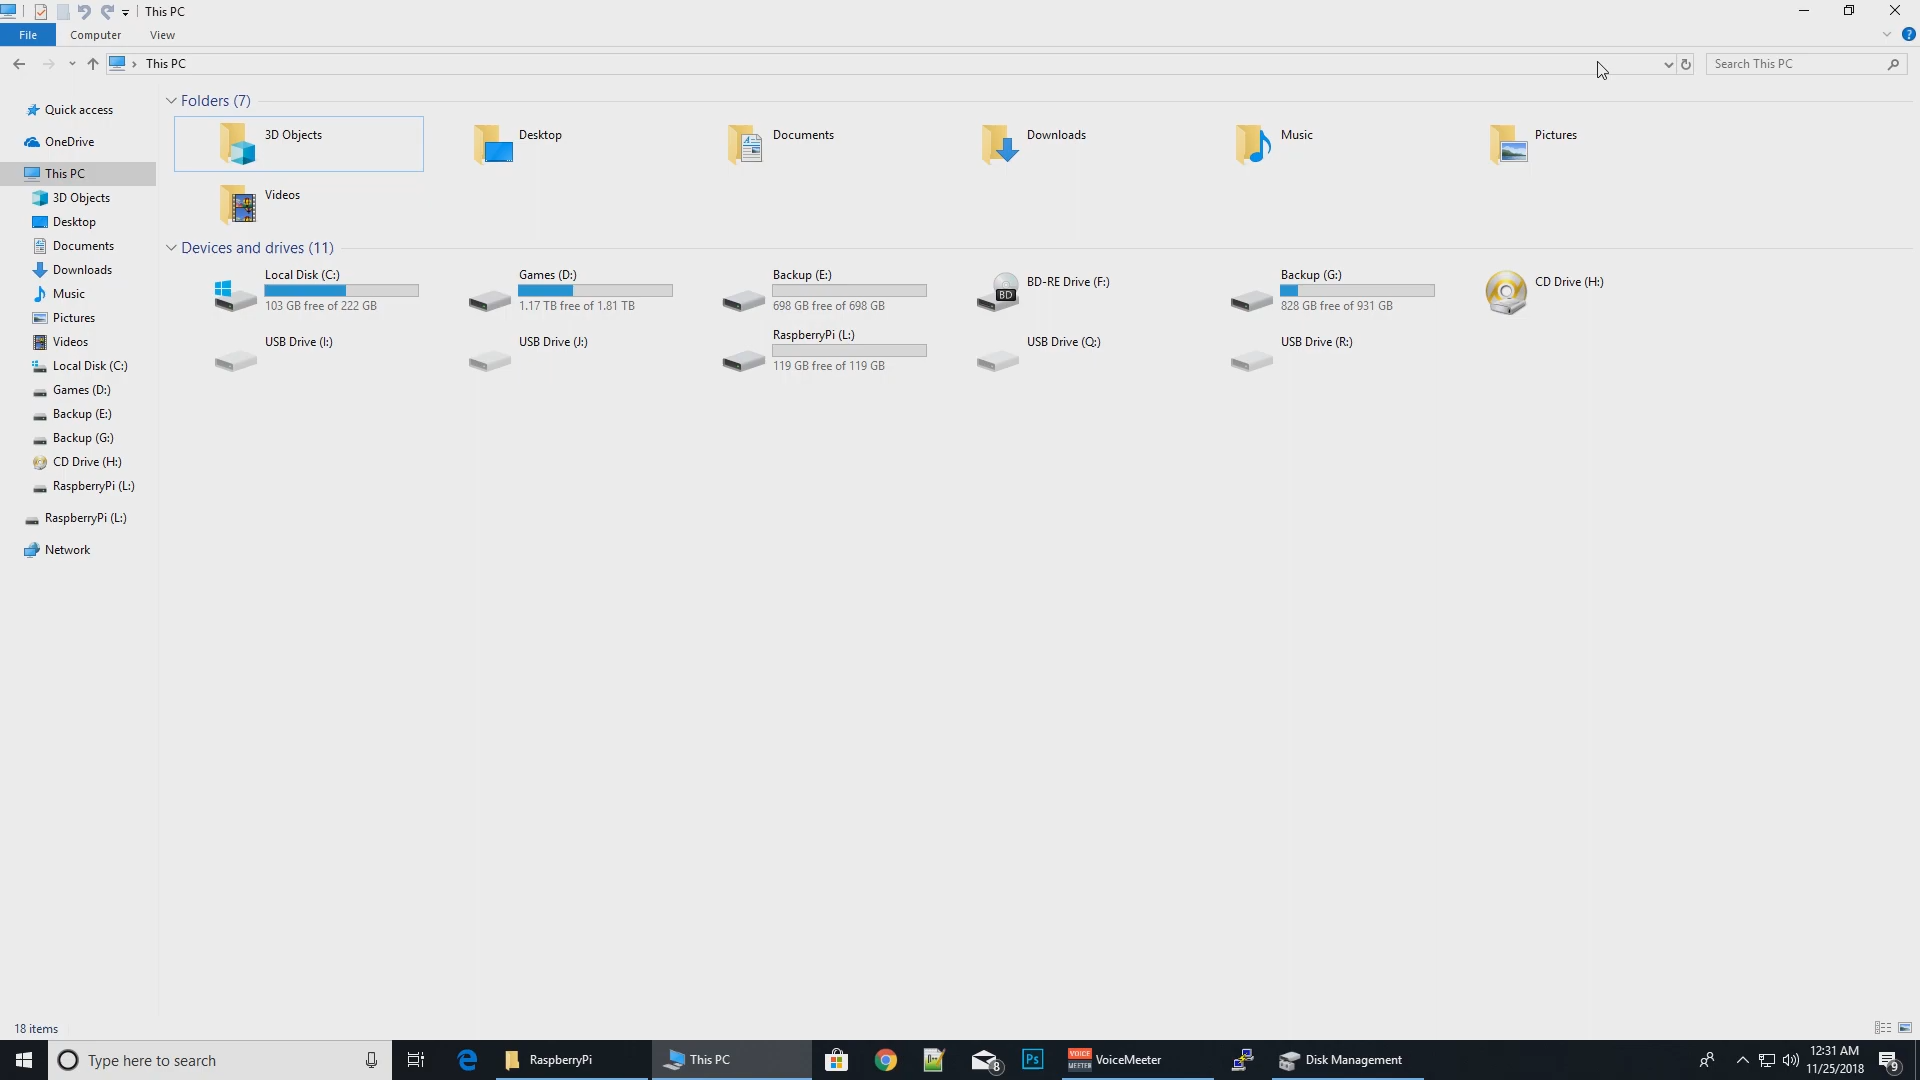 This PC
File
Computer
View
?
This PC
Search This PC
Quick access
OneDrive
This PC
3D Objects
Desktop
Documents
Downloads
Music
Pictures
Videos
Local Disk (C:)
Games (D:)
Backup (E:)
Backup (G:)
CD Drive (H:)
RaspberryPi (L:)
RaspberryPi (L:)
Network
Folders (7)
3D Objects
Desktop
Documents
Downloads
Music
Pictures
Videos
Devices and drives (11)
Local Disk (C:)
103 GB free of 222 GB
Games (D:)
1.17 TB free of 1.81 TB
Backup (E:)
698 GB free of 698 GB
BD
BD-RE Drive (F:)
Backup (G:)
828 GB free of 931 GB
CD Drive (H:)
USB Drive (I:)
USB Drive (J:)
RaspberryPi (L:)
119 GB free of 119 GB
USB Drive (Q:)
USB Drive (R:)
18 items
Type here to search
RaspberryPi
This PC
8
Ps
VOICE
MEETER
VoiceMeeter
Disk Management
12:31 AM
11/25/2018
9